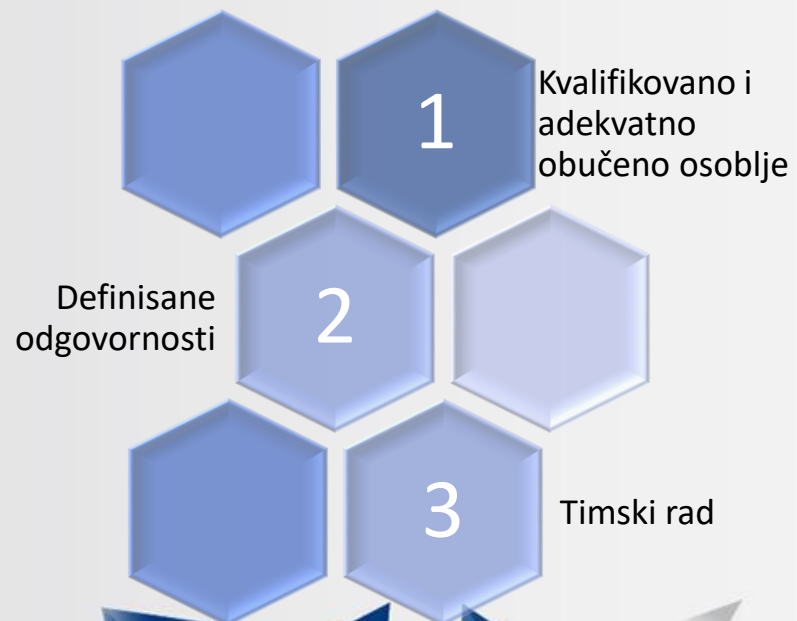 1
Kvalifikovano i
adekvatno
obučeno osoblje
Definisane
odgovornosti
2
3
Timski rad